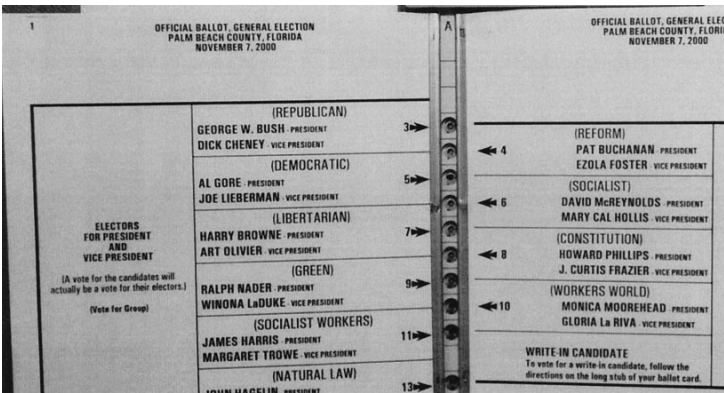 1
OFFICIAL BALLOT, GENERAL ELECTION
PALM BEACH COUNTY, FLORIDA
NOVEMBER 7, 2000
ELECTORS
FOR PRESIDENT
AND
VICE PRESIDENT
(A vote for the candidates will
actually be a vote for their electors.)
(Vote for Group)
(REPUBLICAN)
GEORGE W. BUSH - PRESIDENT
DICK CHENEY - VICE PRESIDENT
3
(DEMOCRATIC)
AL GORE - PRESIDENT
JOE LIEBERMAN - VICE PRESIDENT
5
(LIBERTARIAN)
HARRY BROWNE - PRESIDENT
ART OLIVIER - VICE PRESIDENT
7
(GREEN)
RALPH NADER - PRESIDENT
WINONA LaDUKE - VICE PRESIDENT
9
(SOCIALIST WORKERS)
JAMES HARRIS - PRESIDENT
MARGARET TROWE - VICE PRESIDENT
11
(NATURAL LAW)
JOHN HAGELIN - PRESIDENT
13
A
OFFICIAL BALLOT, GENERAL ELEC
PALM BEACH COUNTY, FLORI
NOVEMBER 7, 2000
(REFORM)
4 PAT BUCHANAN - PRESIDENT
EZOLA FOSTER - VICE PRESIDENT
(SOCIALIST)
6 DAVID McREYNOLDS - PRESIDENT
MARY CAL HOLLIS - VICE PRESIDENT
(CONSTITUTION)
8 HOWARD PHILLIPS - PRESIDENT
J. CURTIS FRAZIER - VICE PRESIDENT
(WORKERS WORLD)
10 MONICA MOOREHEAD - PRESIDENT
GLORIA La RIVA - VICE PRESIDENT
WRITE-IN CANDIDATE
To vote for a write-in candidate, follow the
directions on the long stub of your ballot card.